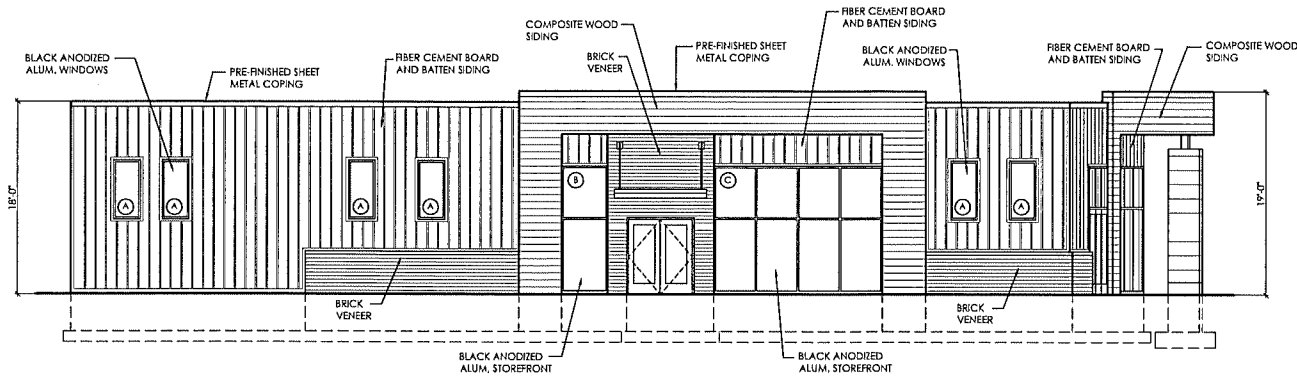 FIBER CEMENT BOARD
AND BATTEN SIDING
COMPOSITE WOOD
SIDING
BLACK ANODIZED
ALUM. WINDOWS
PRE-FINISHED SHEET
METAL COPING
FIBER CEMENT BOARD
AND BATTEN SIDING
BRICK
VENEER
PRE-FINISHED SHEET
METAL COPING
BLACK ANODIZED
ALUM. WINDOWS
FIBER CEMENT BOARD
AND BATTEN SIDING
COMPOSITE WOOD
SIDING
18'-0"
A
A
A
A
B
C
A
A
19'-0"
BRICK
VENEER
BRICK
VENEER
BLACK ANODIZED
ALUM. STOREFRONT
BLACK ANODIZED
ALUM. STOREFRONT